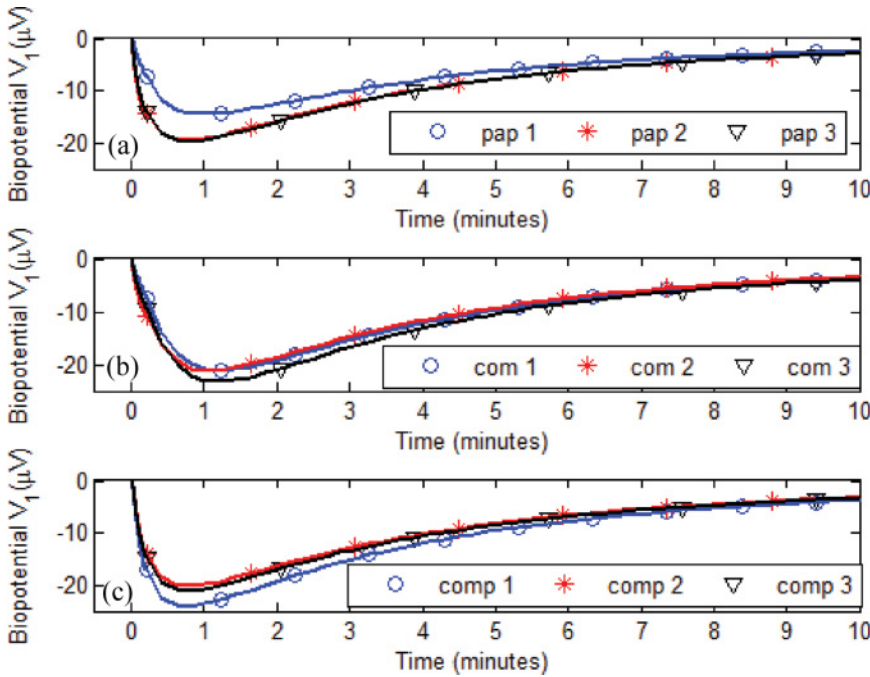 Biopotential V1 (μV)
0
-10
-20
(a)
pap 1 pap 2 pap 3
0 1 2 3 4 5 6 7 8 9 10
Time (minutes)
Biopotential V1 (μV)
0
-10
-20
(b)
com 1 com 2 com 3
0 1 2 3 4 5 6 7 8 9 10
Time (minutes)
Biopotential V1 (μV)
0
-10
-20
(c)
comp 1 comp 2 comp 3
0 1 2 3 4 5 6 7 8 9 10
Time (minutes)